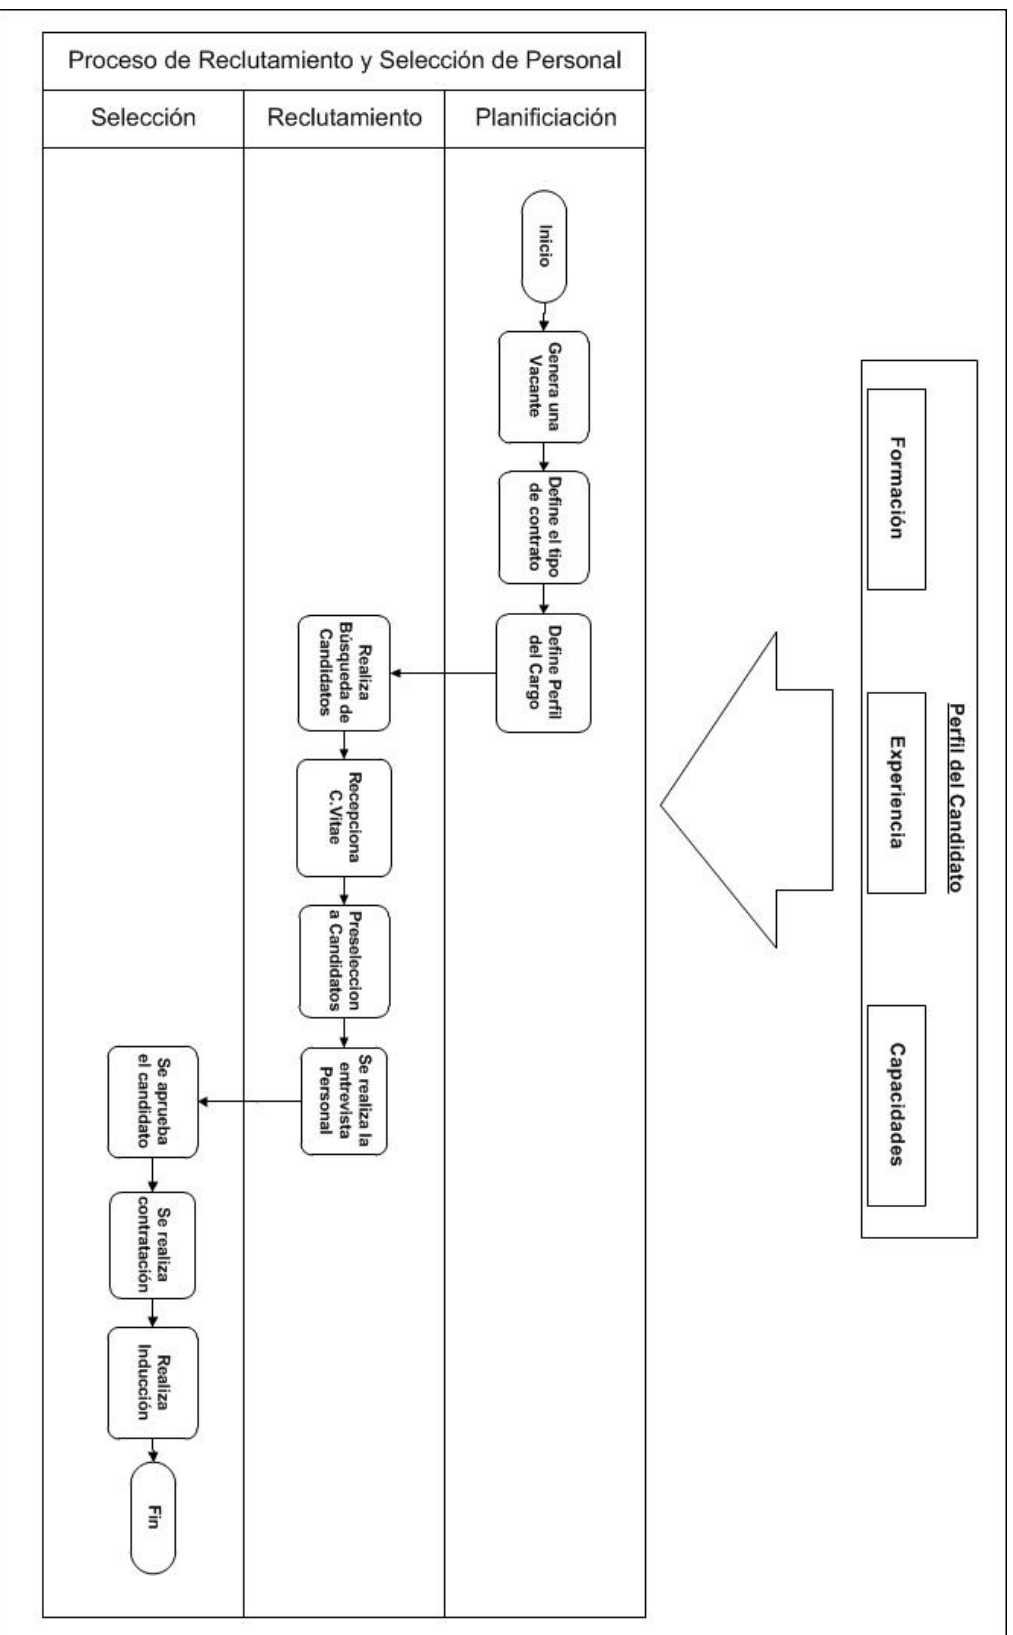 Proceso de Reclutamiento y Selección de Personal
Selección
Reclutamiento
Planificiación
Inicio
Genera una
Vacante
Define el tipo
de contrato
Define Perfil
del Cargo
Realiza
Búsqueda de
Candidatos
Recepciona
C.Vitae
Preseleccion
a Candidatos
Se realiza la
entrevista
Personal
Se aprueba
el candidato
Se realiza
contratación
Realiza
Inducción
Fin
Perfil del Candidato
Formación
Experiencia
Capacidades